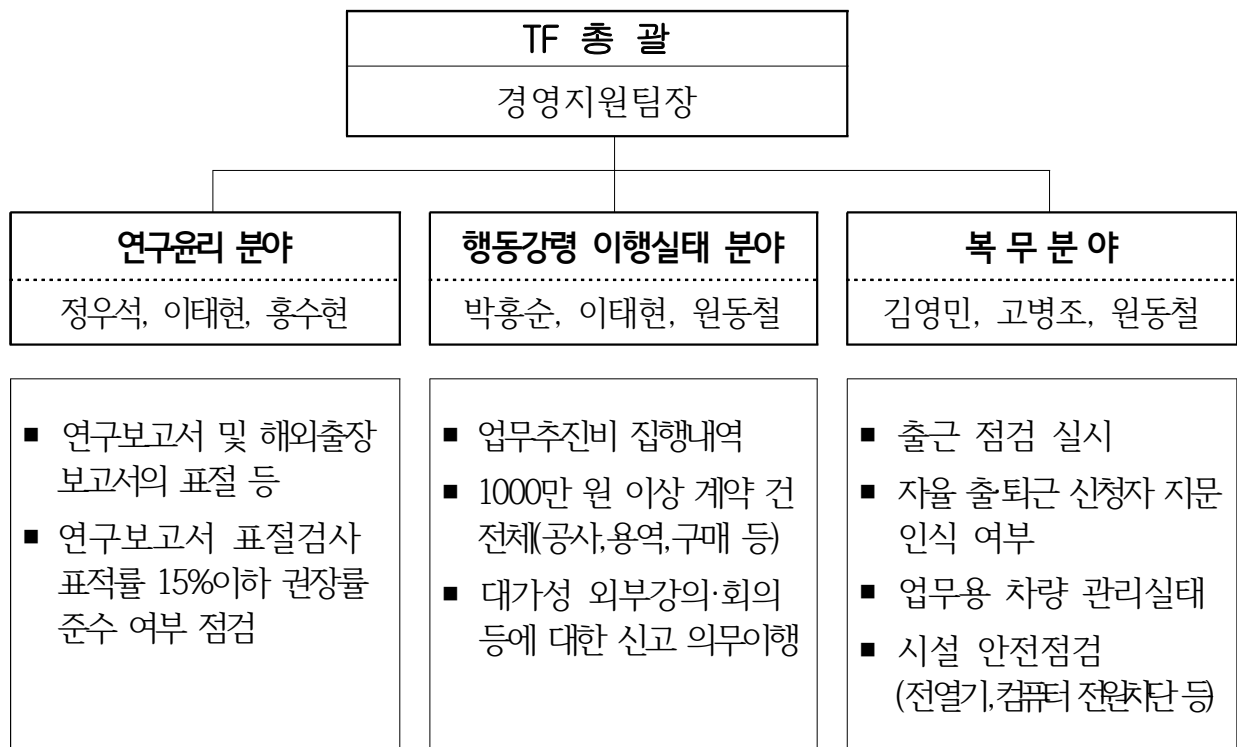 TF 총 괄
경영지원팀장
연구윤리 분야
정우석, 이태현, 홍수현
■ 연구보고서 및 해외출장
보고서의 표절 등
■ 연구보고서 표절검사
표적률 15%이하 권장률
준수 여부 점검
행동강령 이행실태 분야
박홍순, 이태현, 원동철
■ 업무추진비 집행내역
■ 1000만 원 이상 계약 건
전체(공사,용역,구매 등)
■ 대가성 외부강의·회의
등에 대한 신고 의무이행
복 무 분 야
김영민, 고병조, 원동철
■ 출근 점검 실시
■ 자율 출·퇴근 신청자 지문
인식 여부
■ 업무용 차량 관리실태
■ 시설 안전점검
(전열기,컴퓨터 전원차단 등)